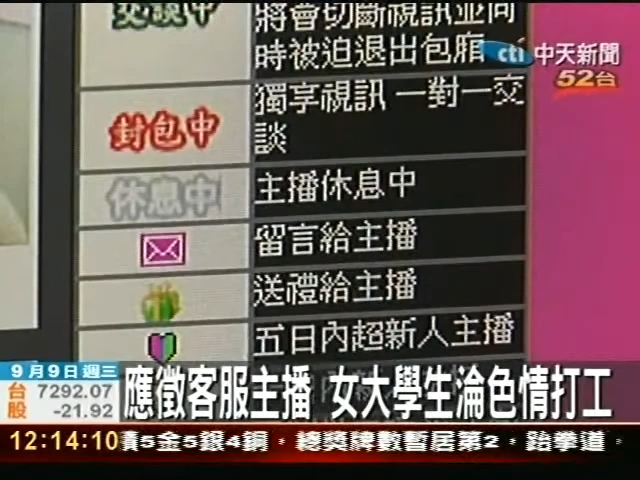 交談中
將會切斷視訊並同
時被迫退出包廂
cti 中天新聞
52台
封包中
獨享視訊 一對一交
談
休息中
主播休息中
留言給主播
送禮給主播
五日內超新人主播
9月9日週三
台股 7292.07
-21.92
應徵客服主播 女大學生淪色情打工
12:14:10
5金5銀4銅，總獎牌數暫居第2，跆拳道，